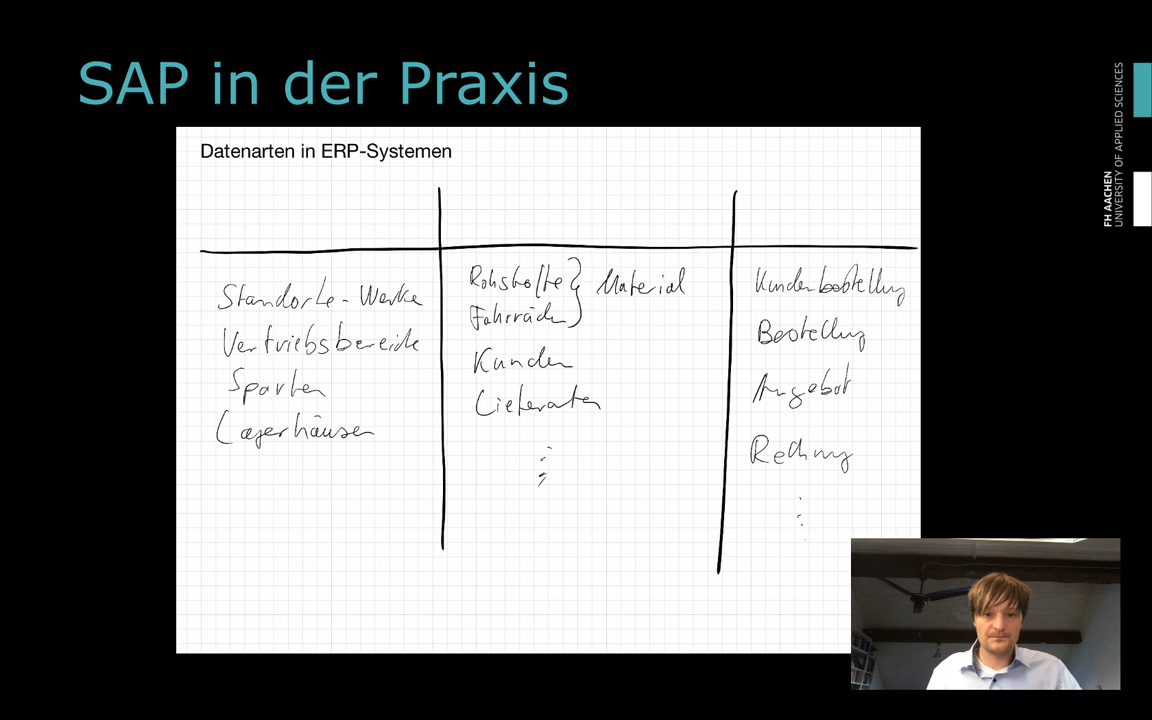 SAP in der Praxis
FH AACHEN
UNIVERSITY OF APPLIED SCIENCES
Datenarten in ERP-Systemen
Standorte - Werke
Vertriebsbereiche
Sparten
Lagerhäuser
Rohstoffe } Material
Fahrräder
Kunden
Lieferanten
Kundenbestellung
Bestellung
Angebot
Rechnung